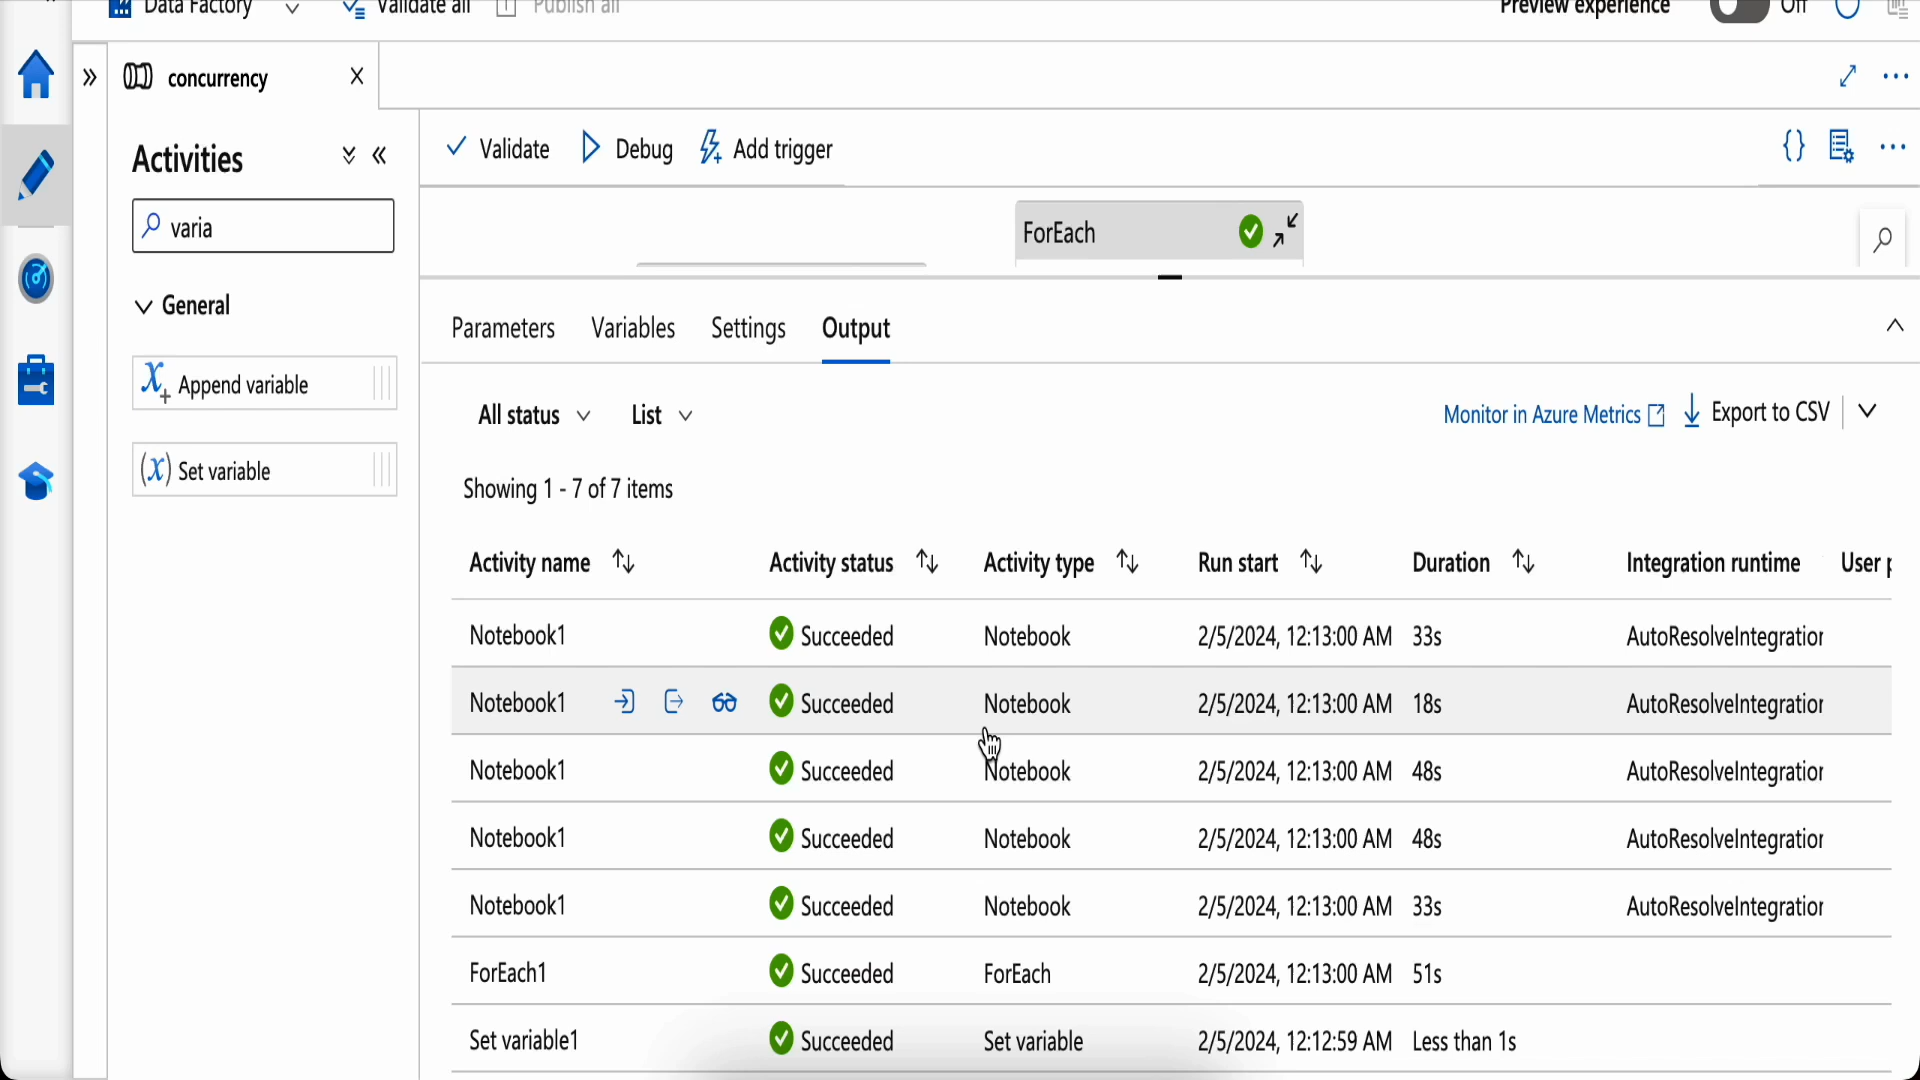 Data Factory Validate all Publish all Preview experience Off
concurrency
Activities
Validate Debug Add trigger
varia
ForEach
General
Parameters Variables Settings Output
Append variable
All status List Monitor in Azure Metrics Export to CSV
Set variable
Showing 1 - 7 of 7 items
Activity name Activity status Activity type Run start Duration Integration runtime User p
Notebook1 Succeeded Notebook 2/5/2024, 12:13:00 AM 33s AutoResolveIntegration
Notebook1 Succeeded Notebook 2/5/2024, 12:13:00 AM 18s AutoResolveIntegration
Notebook1 Succeeded Notebook 2/5/2024, 12:13:00 AM 48s AutoResolveIntegration
Notebook1 Succeeded Notebook 2/5/2024, 12:13:00 AM 48s AutoResolveIntegration
Notebook1 Succeeded Notebook 2/5/2024, 12:13:00 AM 33s AutoResolveIntegration
ForEach1 Succeeded ForEach 2/5/2024, 12:13:00 AM 51s
Set variable1 Succeeded Set variable 2/5/2024, 12:12:59 AM Less than 1s